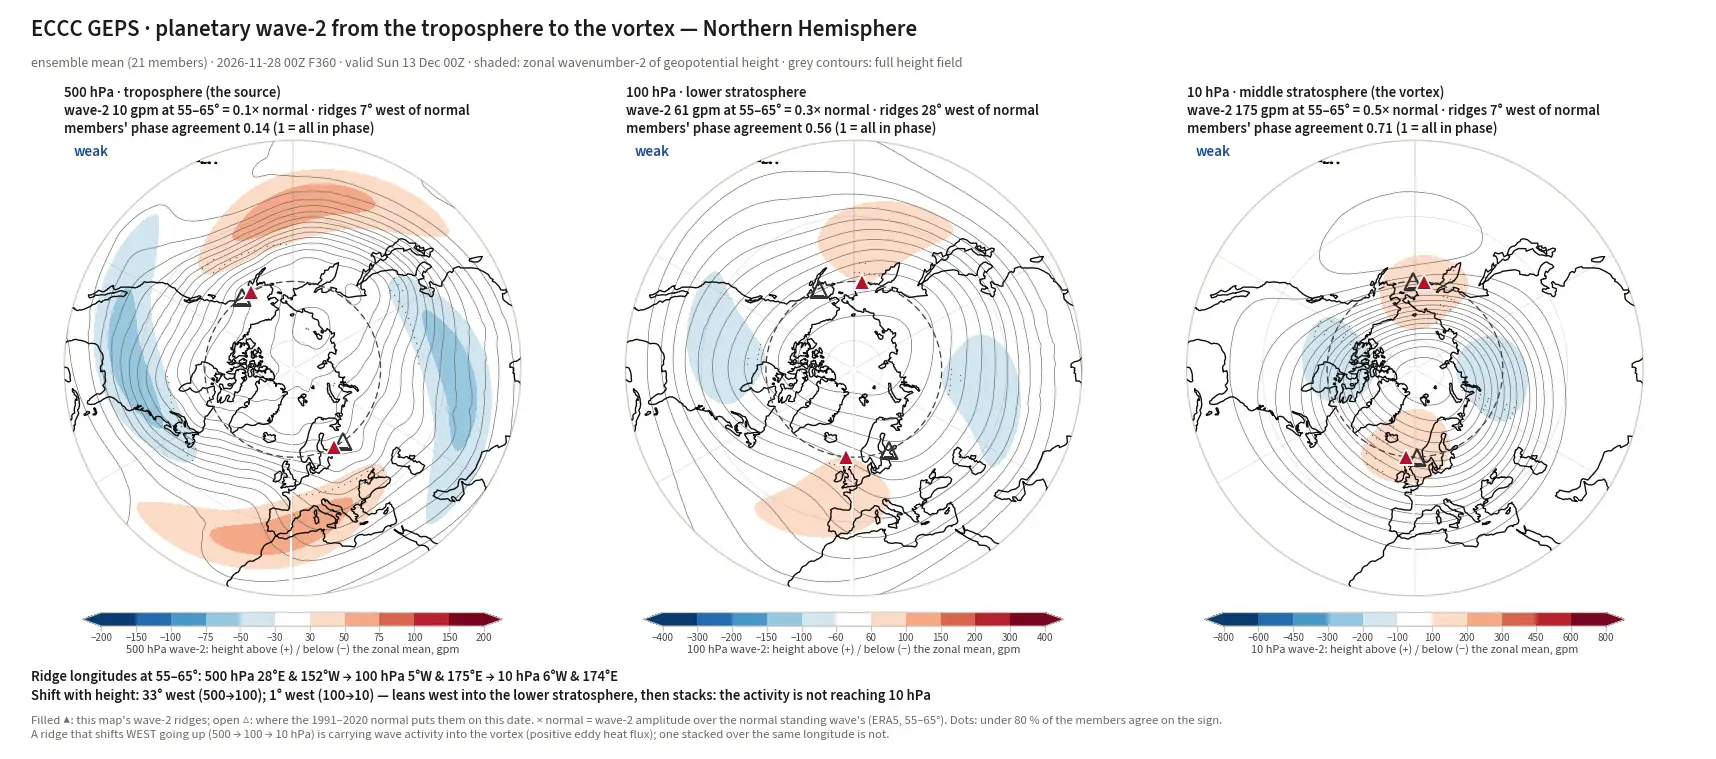 ECCC GEPS · planetary wave-2 from the troposphere to the vortex — Northern Hemisphere
ensemble mean (21 members) · 2026-11-28 00Z F360 · valid Sun 13 Dec 00Z · shaded: zonal wavenumber-2 of geopotential height · grey contours: full height field
500 hPa · troposphere (the source)
wave-2 10 gpm at 55–65° = 0.1× normal · ridges 7° west of normal
members' phase agreement 0.14 (1 = all in phase)
weak
100 hPa · lower stratosphere
wave-2 61 gpm at 55–65° = 0.3× normal · ridges 28° west of normal
members' phase agreement 0.56 (1 = all in phase)
weak
10 hPa · middle stratosphere (the vortex)
wave-2 175 gpm at 55–65° = 0.5× normal · ridges 7° west of normal
members' phase agreement 0.71 (1 = all in phase)
weak
−200 −150 −100 −75 −50 −30 30 50 75 100 150 200
500 hPa wave-2: height above (+) / below (−) the zonal mean, gpm
−400 −300 −200 −150 −100 −60 60 100 150 200 300 400
100 hPa wave-2: height above (+) / below (−) the zonal mean, gpm
−800 −600 −450 −300 −200 −100 100 200 300 450 600 800
10 hPa wave-2: height above (+) / below (−) the zonal mean, gpm
Ridge longitudes at 55–65°: 500 hPa 28°E & 152°W → 100 hPa 5°W & 175°E → 10 hPa 6°W & 174°E
Shift with height: 33° west (500→100); 1° west (100→10) — leans west into the lower stratosphere, then stacks: the activity is not reaching 10 hPa
Filled ▲: this map's wave-2 ridges; open △: where the 1991–2020 normal puts them on this date. × normal = wave-2 amplitude over the normal standing wave's (ERA5, 55–65°). Dots: under 80 % of the members agree on the sign.
A ridge that shifts WEST going up (500 → 100 → 10 hPa) is carrying wave activity into the vortex (positive eddy heat flux); one stacked over the same longitude is not.